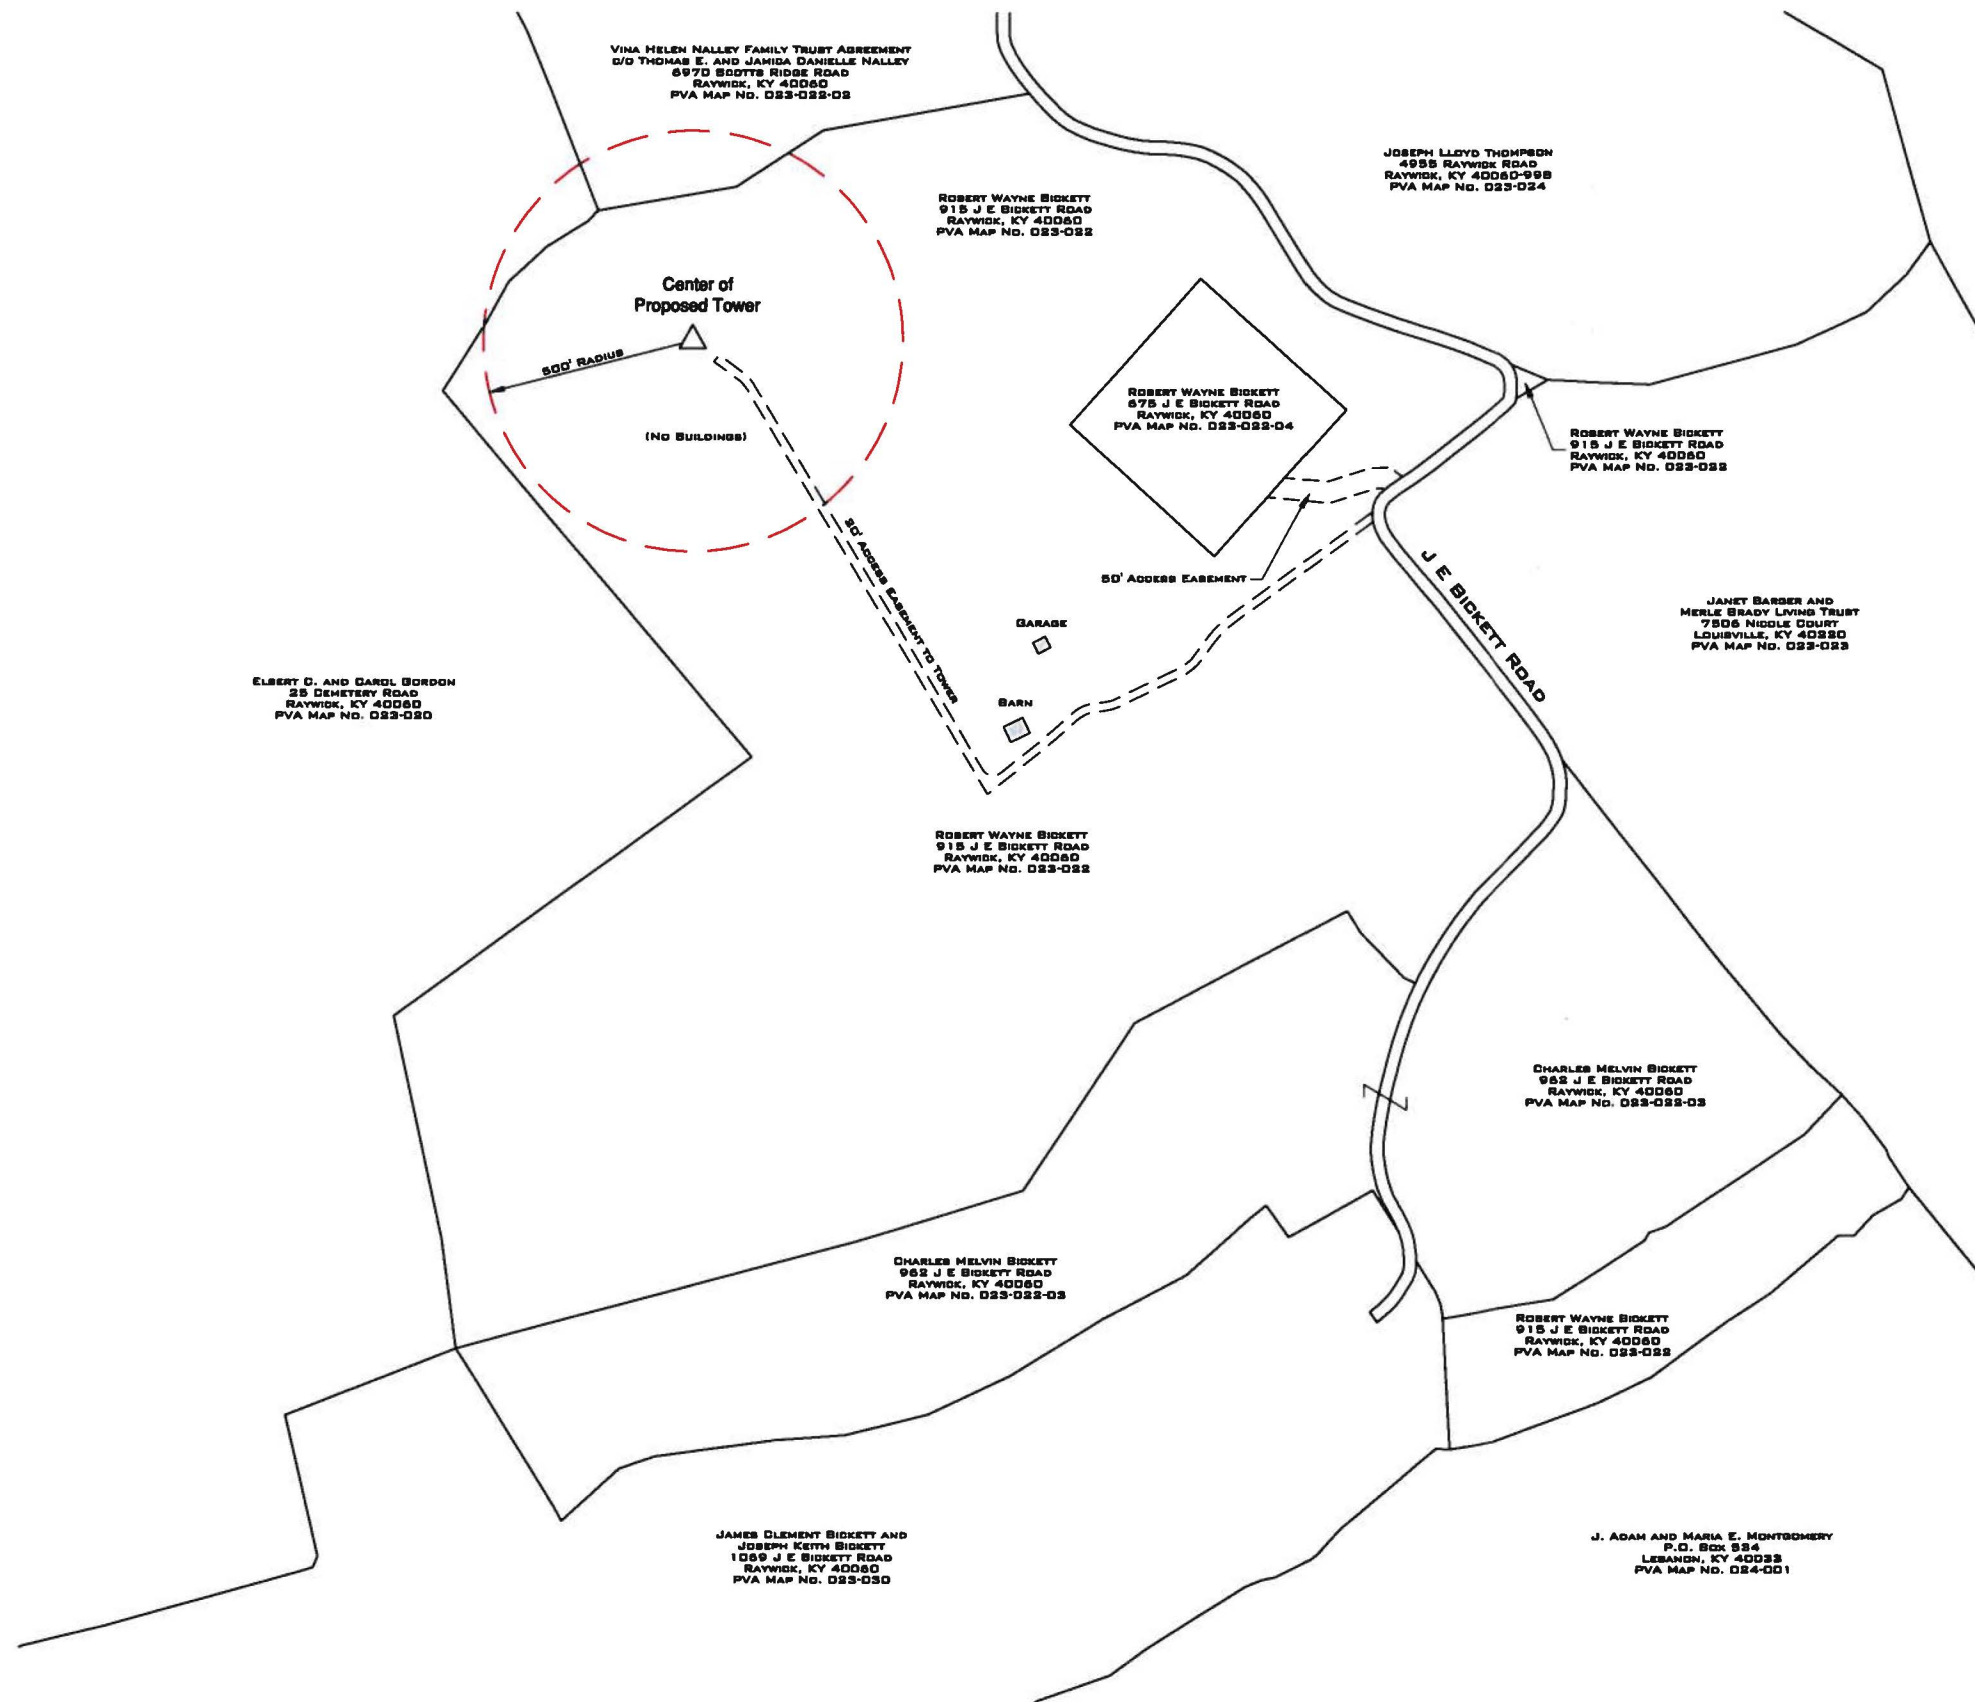 VINA HELEN NALLEY FAMILY TRUST AGREEMENT
C/O THOMAS E. AND JAMIDA DANIELLE NALLEY
6970 SCOTTS RIDGE ROAD
RAYWICK, KY 40060
PVA MAP NO. 023-022-02
JOSEPH LLOYD THOMPSON
4955 RAYWICK ROAD
RAYWICK, KY 40060-998
PVA MAP NO. 023-024
ROBERT WAYNE BICKETT
915 J E BICKETT ROAD
RAYWICK, KY 40060
PVA MAP NO. 023-022
Center of
Proposed Tower
500' RADIUS
(NO BUILDINGS)
ROBERT WAYNE BICKETT
675 J E BICKETT ROAD
RAYWICK, KY 40060
PVA MAP NO. 023-022-04
ROBERT WAYNE BICKETT
915 J E BICKETT ROAD
RAYWICK, KY 40060
PVA MAP NO. 023-022
30' ACCESS EASEMENT TO TOWER
50' ACCESS EASEMENT
J E BICKETT ROAD
GARAGE
JANET BARGER AND
MERLE BRADY LIVING TRUST
7506 NICOLE COURT
LOUISVILLE, KY 40220
PVA MAP NO. 023-023
ELBERT C. AND CAROL GORDON
25 CEMETERY ROAD
RAYWICK, KY 40060
PVA MAP NO. 023-020
BARN
ROBERT WAYNE BICKETT
915 J E BICKETT ROAD
RAYWICK, KY 40060
PVA MAP NO. 023-022
CHARLES MELVIN BICKETT
962 J E BICKETT ROAD
RAYWICK, KY 40060
PVA MAP NO. 023-022-03
CHARLES MELVIN BICKETT
962 J E BICKETT ROAD
RAYWICK, KY 40060
PVA MAP NO. 023-022-03
ROBERT WAYNE BICKETT
915 J E BICKETT ROAD
RAYWICK, KY 40060
PVA MAP NO. 023-022
JAMES CLEMENT BICKETT AND
JOSEPH KEITH BICKETT
1069 J E BICKETT ROAD
RAYWICK, KY 40060
PVA MAP NO. 023-030
J. ADAM AND MARIA E. MONTGOMERY
P.O. BOX 534
LEBANON, KY 40033
PVA MAP NO. 024-001